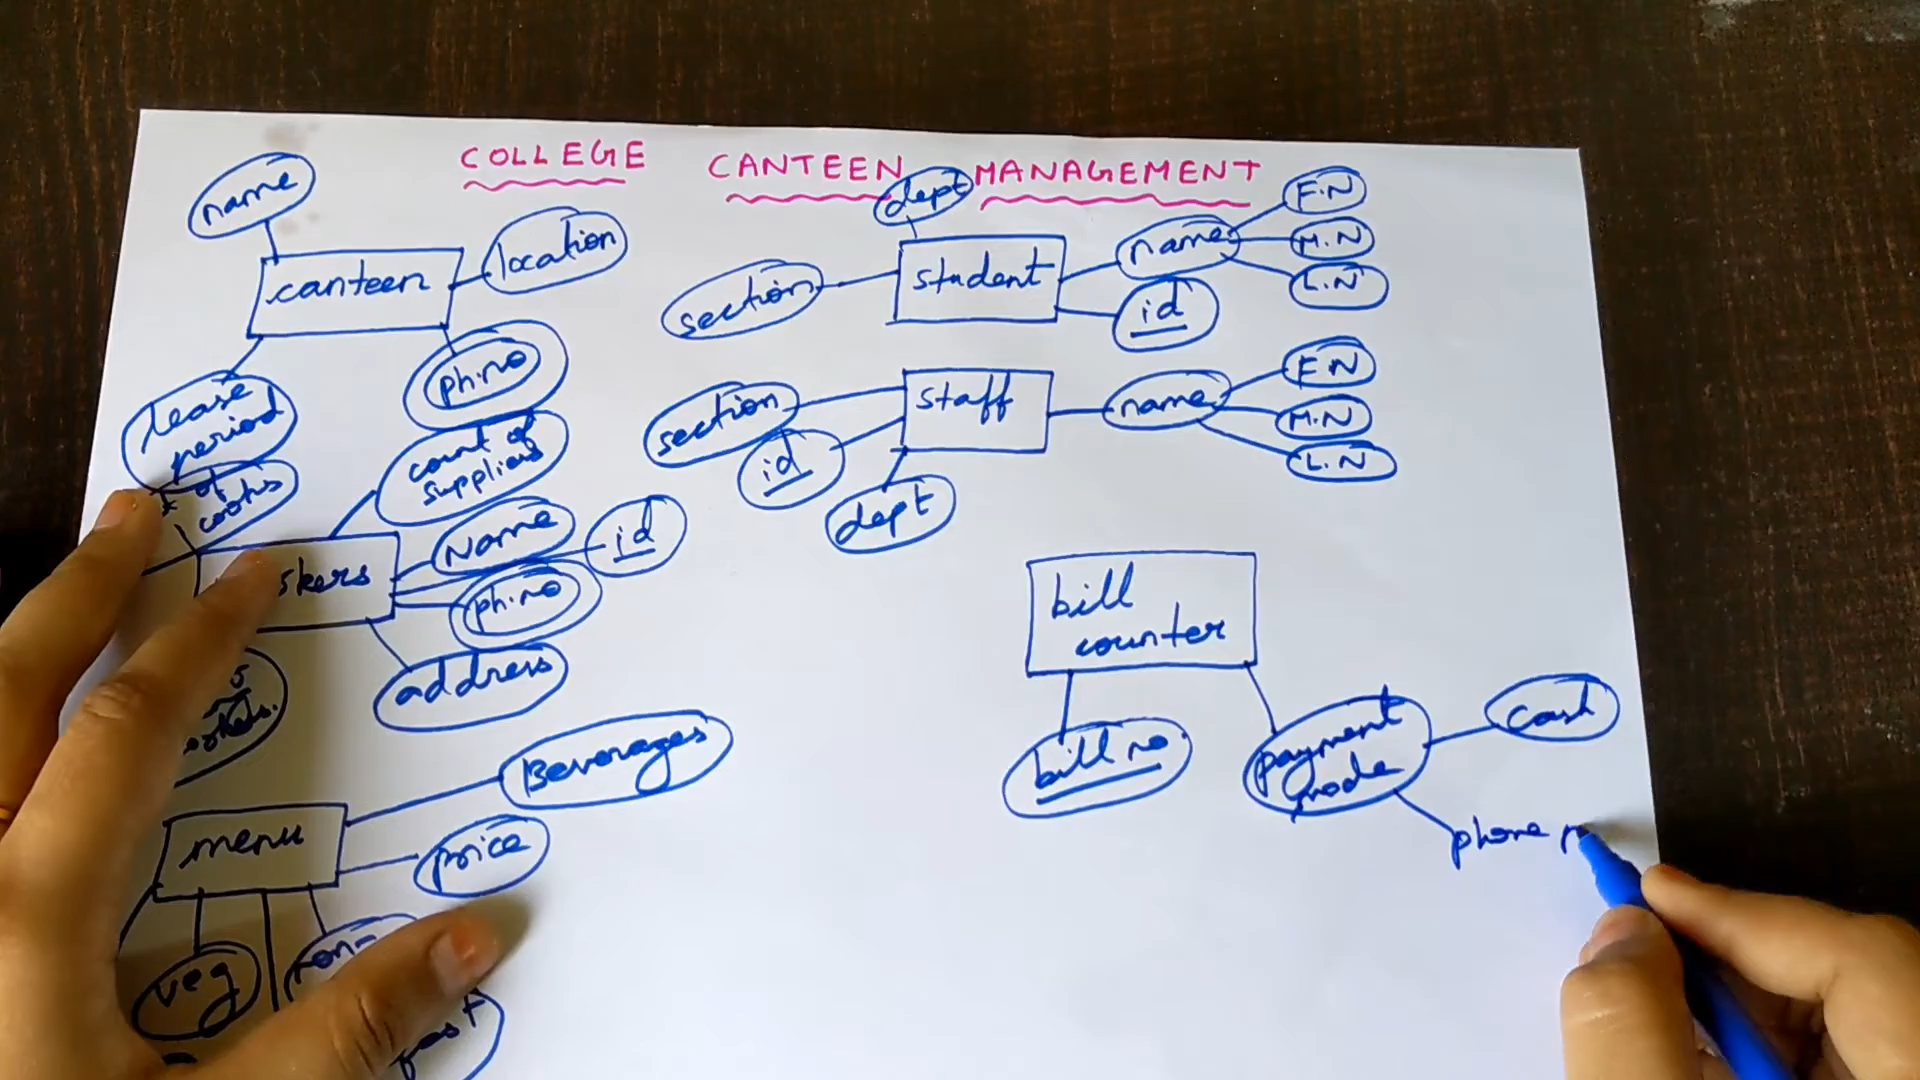 COLLEGE CANTEEN MANAGEMENT
name
canteen
location
ph.no
lease
period
dept
section
student
name
F.N
M.N
L.N
id
section
id
dept
staff
name
F.N
M.N
L.N
of
count of
Name
id
ph.no
address
bill
counter
bill no.
payment
mode
cash
phone p
menu
Beverages
price
veg
non-